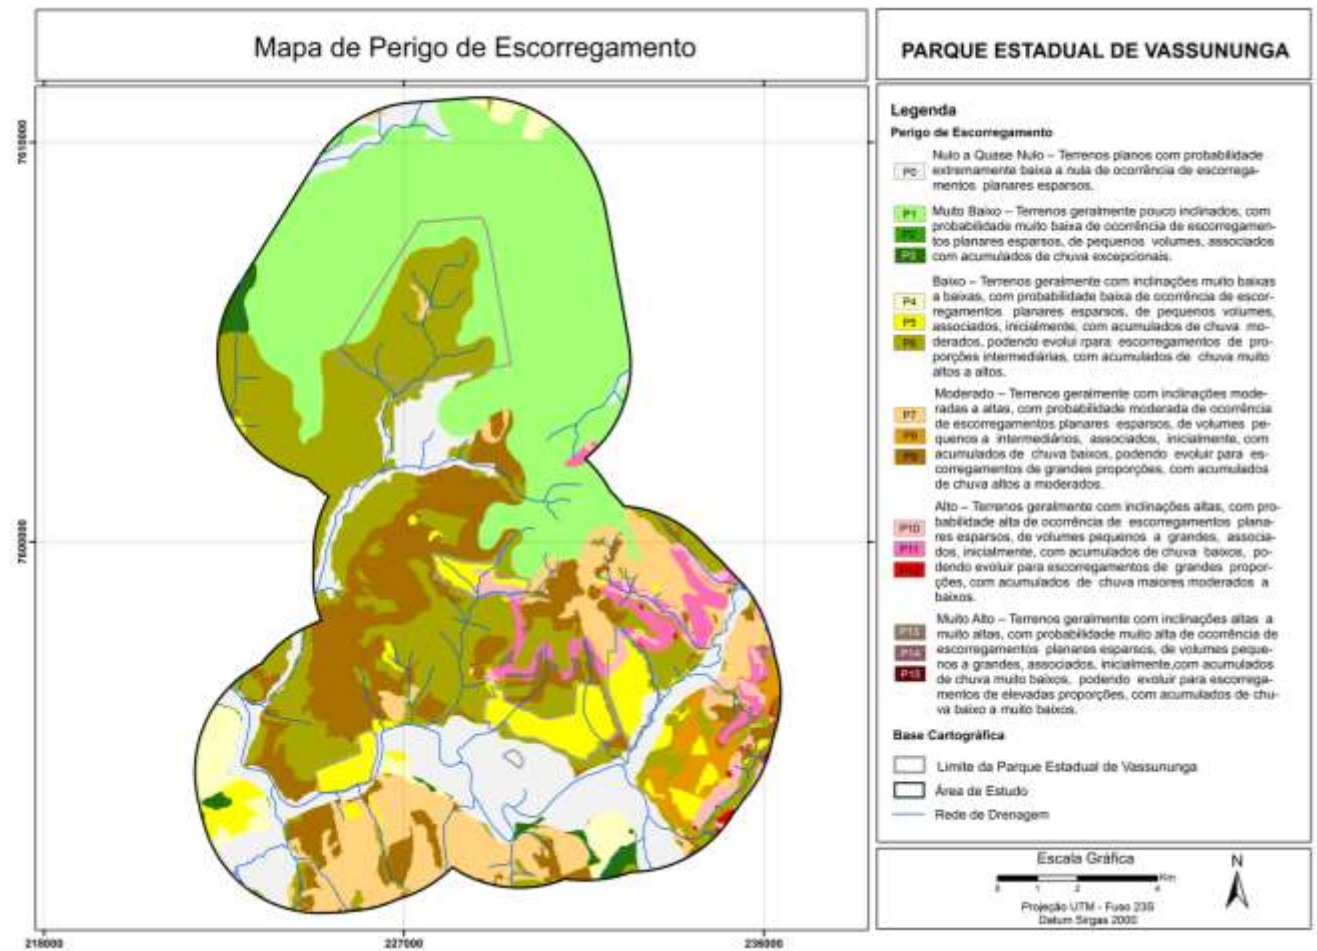 Mapa de Perigo de Escorregamento
PARQUE ESTADUAL DE VASSUNUNGA
Legenda
Perigo de Escorregamento
P0
Nulo a Quase Nulo – Terrenos planos com probabilidade
extremamente baixa a nula de ocorrência de escorrega-
mentos planares esparsos.
P1
P2
P3
Muito Baixo – Terrenos geralmente pouco inclinados, com
probabilidade muito baixa de ocorrência de escorregamen-
tos planares esparsos, de pequenos volumes, associados
com acumulados de chuva excepcionais.
P4
P5
P6
Baixo – Terrenos geralmente com inclinações muito baixas
a baixas, com probabilidade baixa de ocorrência de escor-
regamentos planares esparsos, de pequenos volumes,
associados, inicialmente, com acumulados de chuva mo-
derados, podendo evolui rpara escorregamentos de pro-
porções intermediárias, com acumulados de chuva muito
altos a altos.
P7
P8
P9
Moderado – Terrenos geralmente com inclinações mode-
radas a altas, com probabilidade moderada de ocorrência
de escorregamentos planares esparsos, de volumes pe-
quenos a intermediários, associados, inicialmente, com
acumulados de chuva baixos, podendo evoluir para es-
corregamentos de grandes proporções, com acumulados
de chuva altos a moderados.
P10
P11
P12
Alto – Terrenos geralmente com inclinações altas, com pro-
babilidade alta de ocorrência de escorregamentos plana-
res esparsos, de volumes pequenos a grandes, associa-
dos, inicialmente, com acumulados de chuva baixos, po-
dendo evoluir para escorregamentos de grandes propor-
ções, com acumulados de chuva maiores moderados a
baixos.
P13
P14
P15
Muito Alto – Terrenos geralmente com inclinações altas a
muito altas, com probabilidade muito alta de ocorrência de
escorregamentos planares esparsos, de volumes peque-
nos a grandes, associados, inicialmente,com acumulados
de chuva muito baixos, podendo evoluir para escorrega-
mentos de elevadas proporções, com acumulados de chu-
va baixo a muito baixos.
Base Cartográfica
Limite da Parque Estadual de Vassununga
Área de Estudo
Rede de Drenagem
Escala Gráfica
0 1 2 4 Km
N
Projeção UTM - Fuso 23S
Datum Sirgas 2000
7610000
7600000
218000
227000
236000